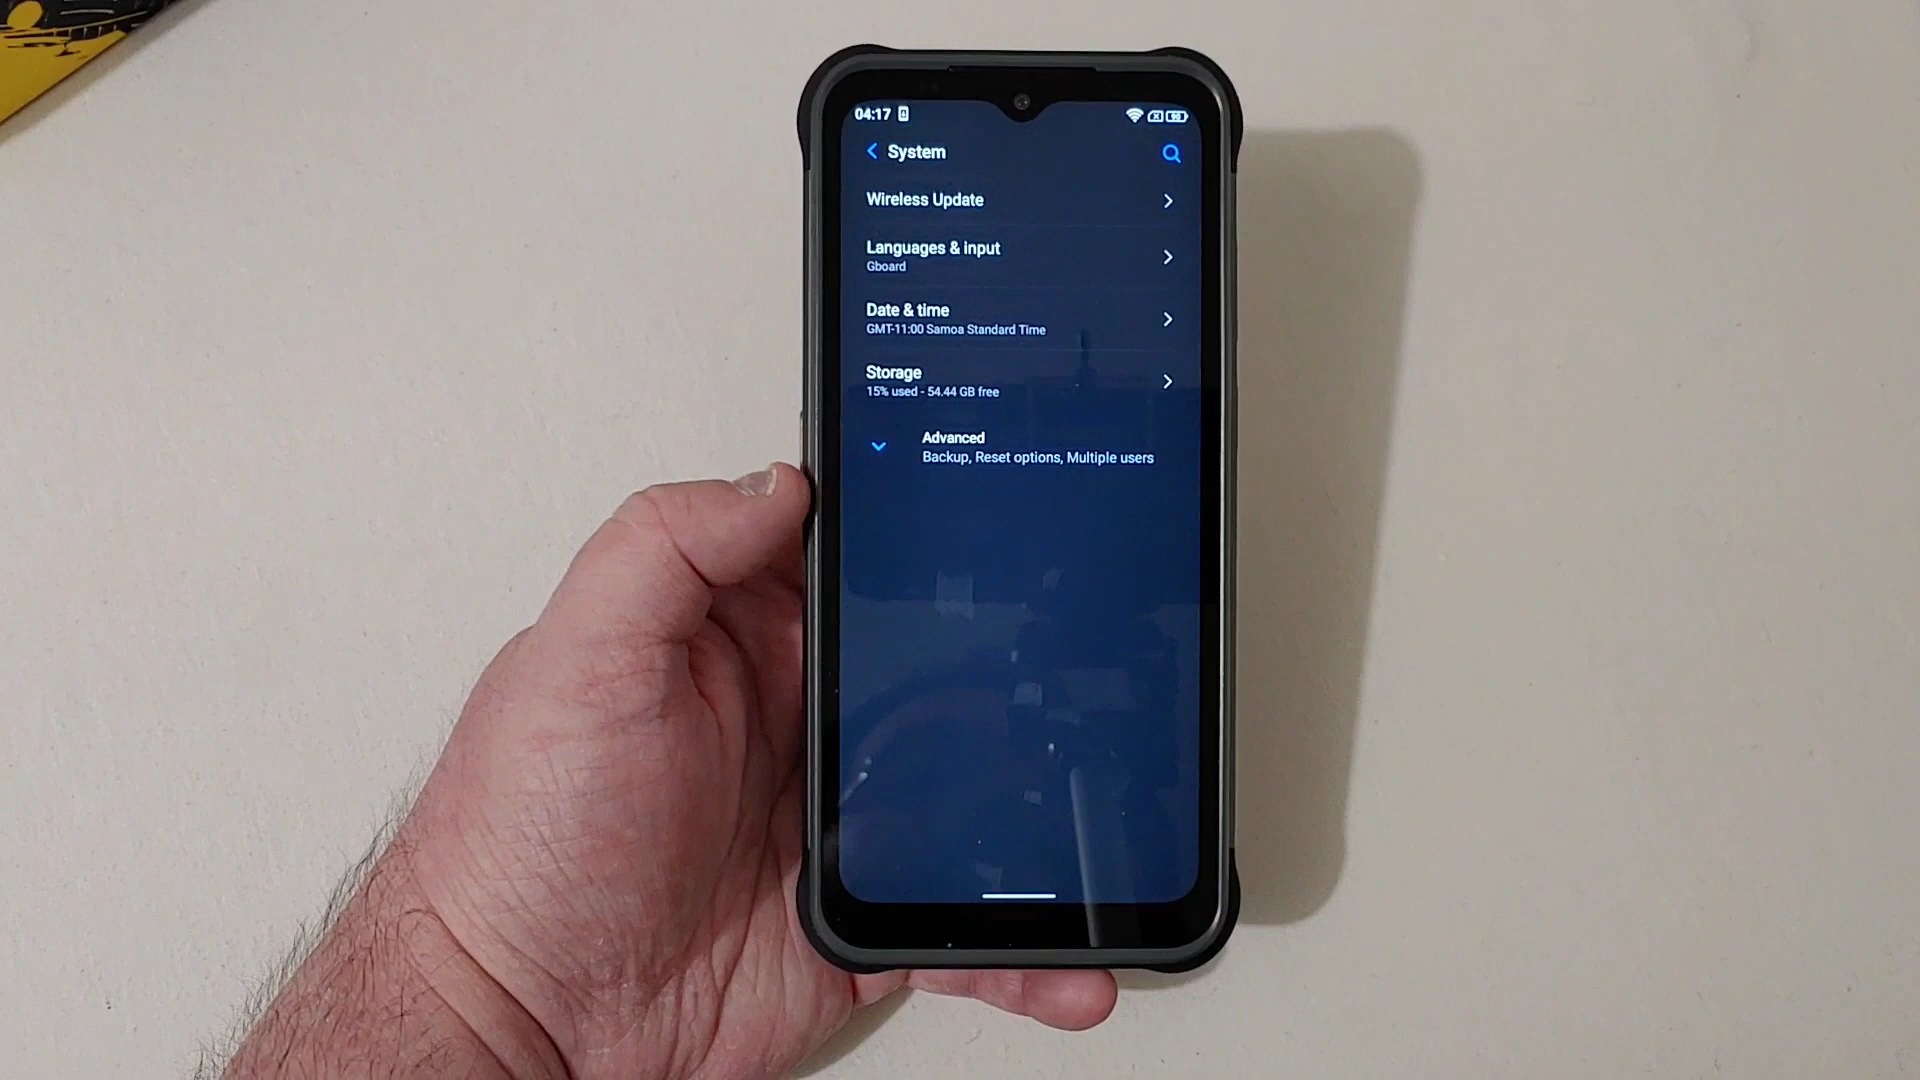 04:17
System
Wireless Update
Languages & input
Gboard
Date & time
GMT-11:00 Samoa Standard Time
Storage
15% used - 54.44 GB free
Advanced
Backup, Reset options, Multiple users